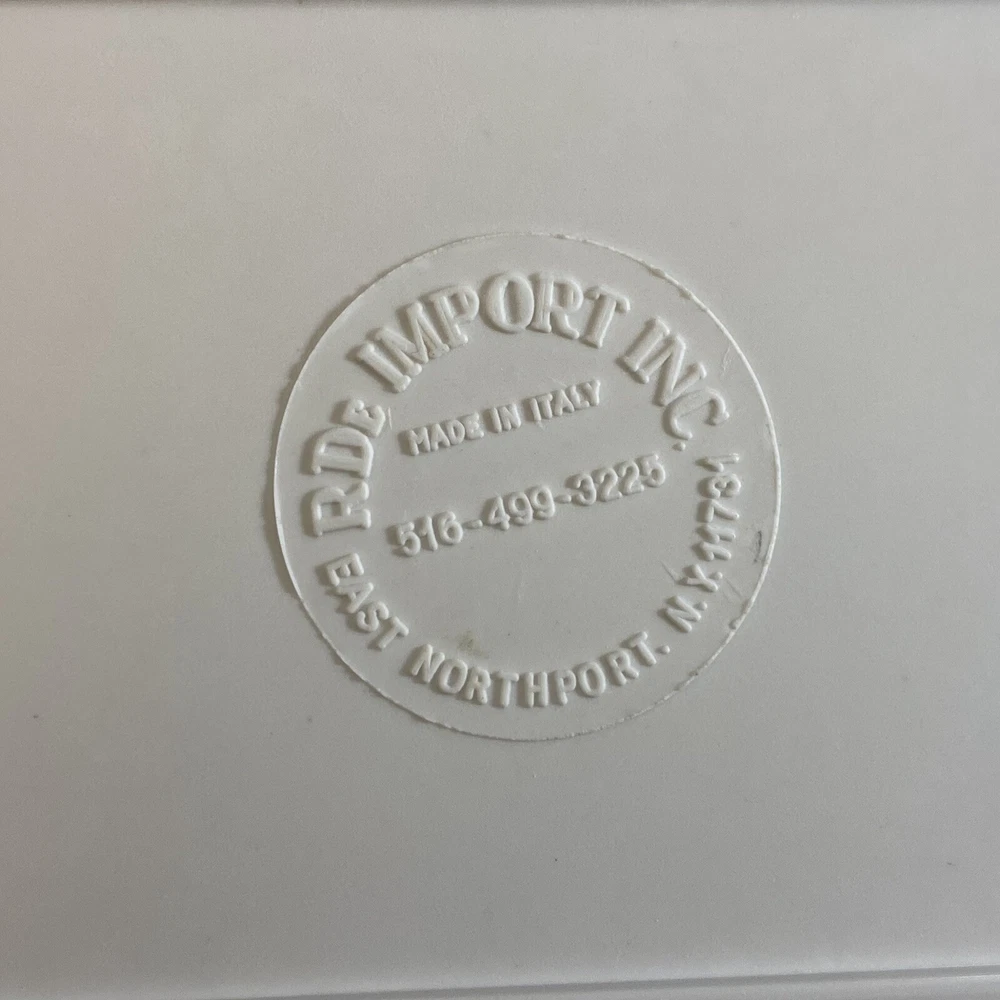 RDe IMPORT INC.
MADE IN ITALY
516-499-3225
EAST NORTHPORT. N.Y. 11731